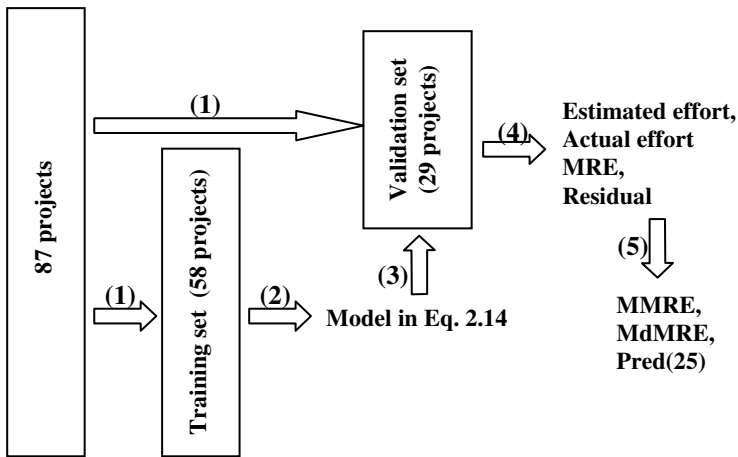 87 projects
(1)
(1)
Training set (58 projects)
(2)
Model in Eq. 2.14
(3)
Validation set
(29 projects)
(4)
Estimated effort,
Actual effort
MRE,
Residual
(5)
MMRE,
MdMRE,
Pred(25)